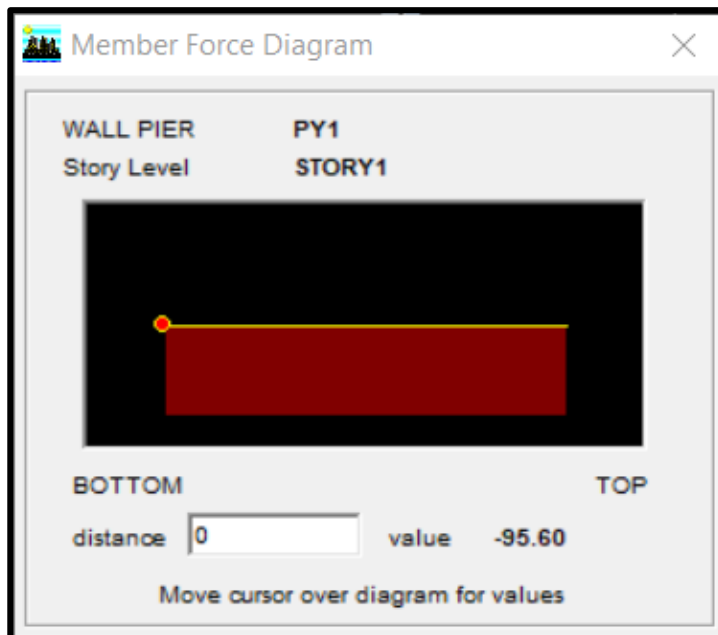 Member Force Diagram
WALL PIER PY1
Story Level STORY1
BOTTOM TOP
distance 0 value -95.60
Move cursor over diagram for values